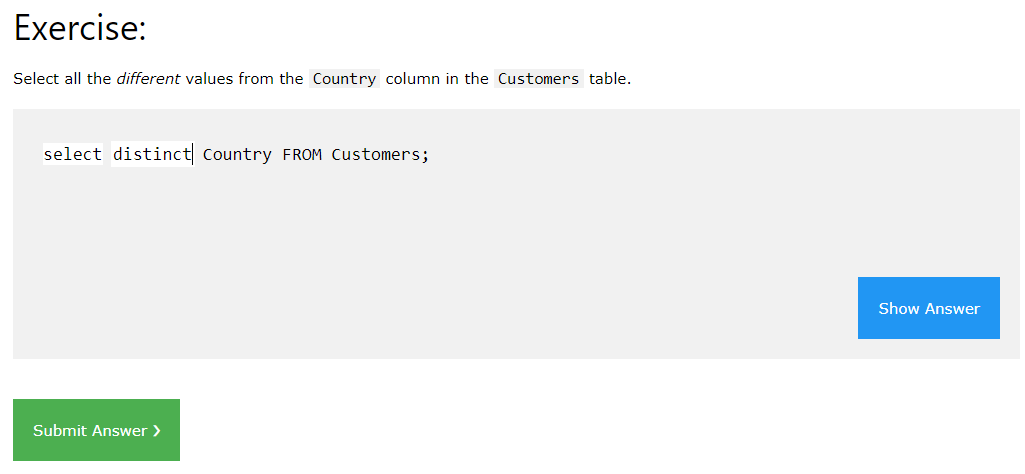 Exercise:
Select all the different values from the Country column in the Customers table.
select distinct Country FROM Customers;
Show Answer
Submit Answer ❯